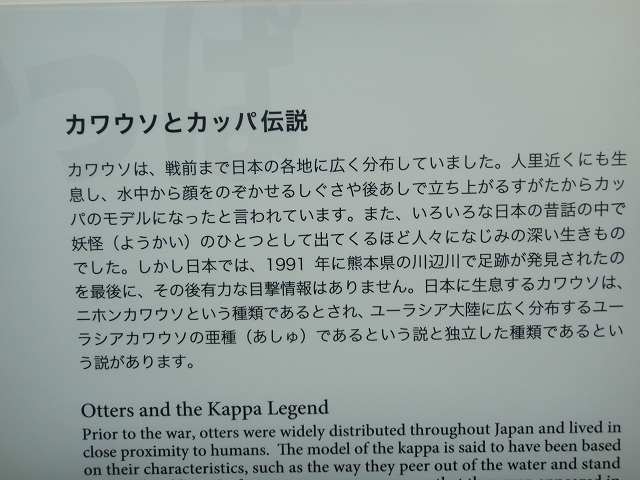 かっぱ
カワウソとカッパ伝説
カワウソは、戦前まで日本の各地に広く分布していました。人里近くにも生
息し、水中から顔をのぞかせるしぐさや後あしで立ち上がるすがたからカッ
パのモデルになったと言われています。また、いろいろな日本の昔話の中で
妖怪（ようかい）のひとつとして出てくるほど人々になじみの深い生きもの
でした。しかし日本では、1991 年に熊本県の川辺川で足跡が発見されたの
を最後に、その後有力な目撃情報はありません。日本に生息するカワウソは、
ニホンカワウソという種類であるとされ、ユーラシア大陸に広く分布するユー
ラシアカワウソの亜種（あしゅ）であるという説と独立した種類であるとい
う説があります。
Otters and the Kappa Legend
Prior to the war, otters were widely distributed throughout Japan and lived in
close proximity to humans. The model of the kappa is said to have been based
on their characteristics, such as the way they peer out of the water and stand